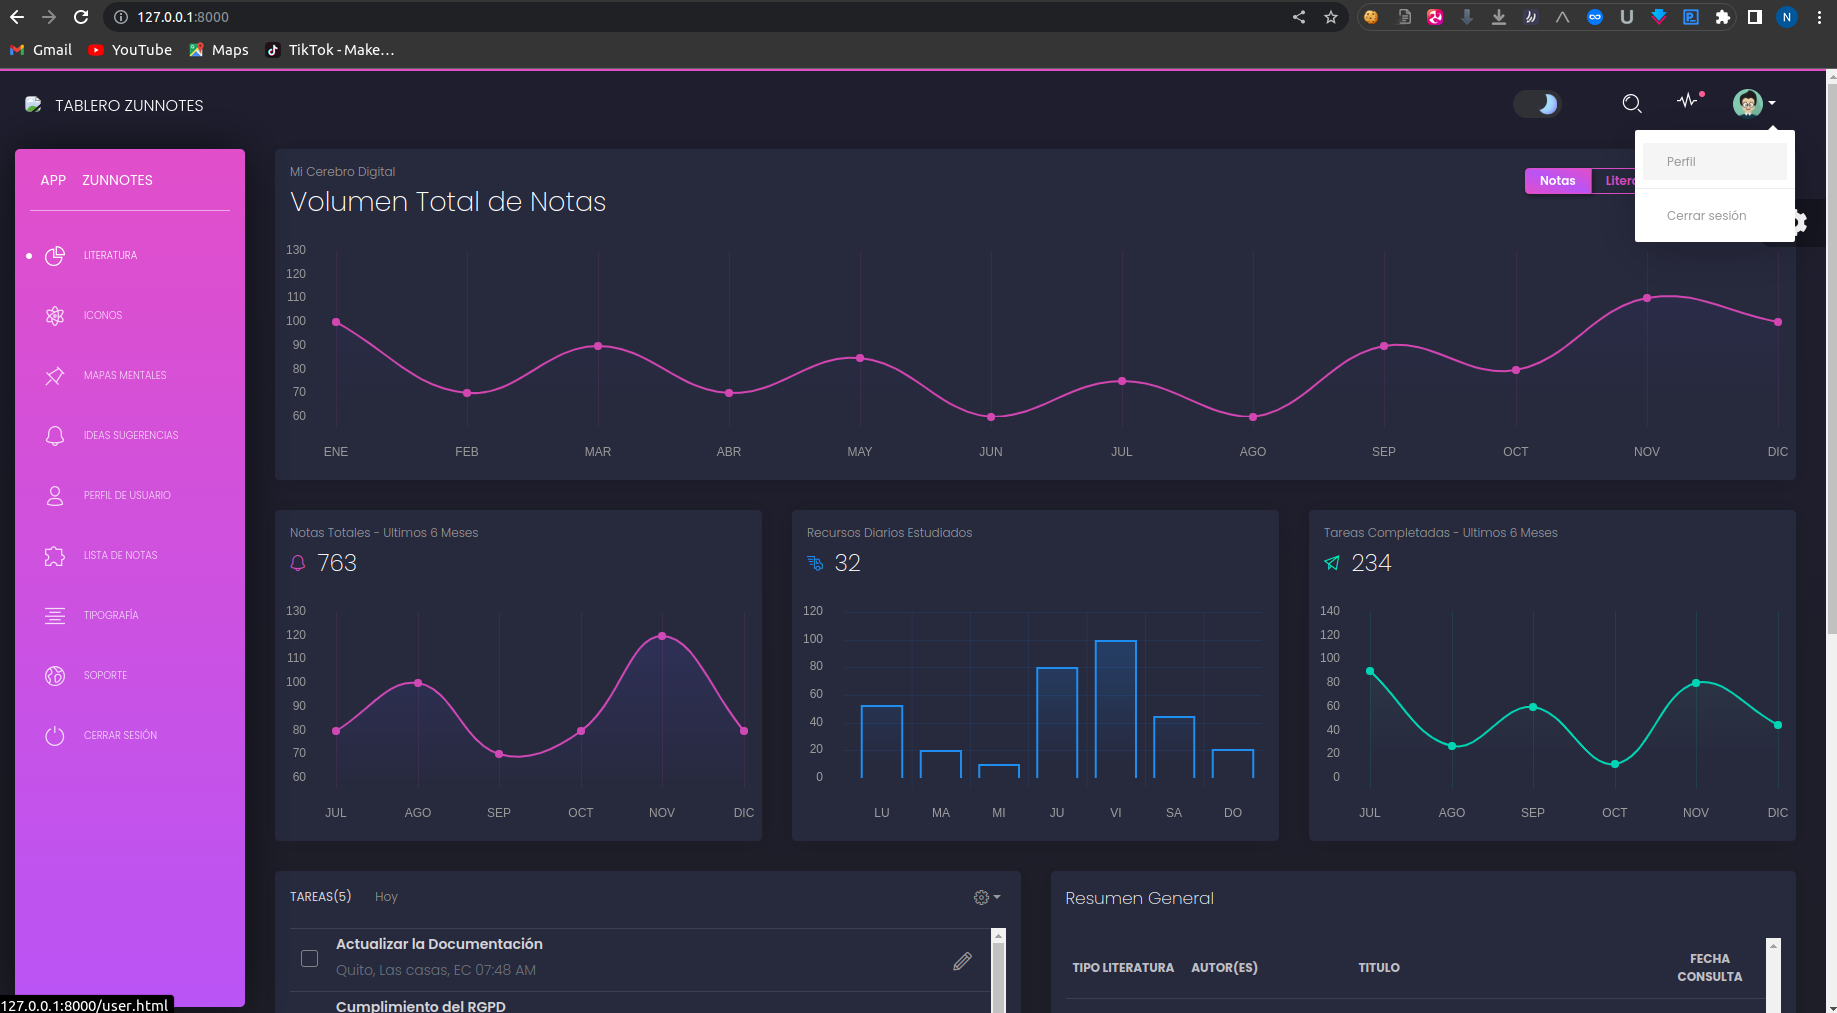 127.0.0.1:8000
Gmail YouTube Maps TikTok - Make...
TABLERO ZUNNOTES
Perfil
Cerrar sesión
APP ZUNNOTES
LITERATURA
ICONOS
MAPAS MENTALES
IDEAS SUGERENCIAS
PERFIL DE USUARIO
LISTA DE NOTAS
TIPOGRAFÍA
SOPORTE
CERRAR SESIÓN
Mi Cerebro Digital
Volumen Total de Notas
Notas
130
120
110
100
90
80
70
60
ENE FEB MAR ABR MAY JUN JUL AGO SEP OCT NOV DIC
Notas Totales - Ultimos 6 Meses
763
130
120
110
100
90
80
70
60
JUL AGO SEP OCT NOV DIC
Recursos Diarios Estudiados
32
120
100
80
60
40
20
0
LU MA MI JU VI SA DO
Tareas Completadas - Ultimos 6 Meses
234
140
120
100
80
60
40
20
0
JUL AGO SEP OCT NOV DIC
TAREAS(5) Hoy
Actualizar la Documentación
Quito, Las casas, EC 07:48 AM
Cumplimiento del RGPD
Resumen General
TIPO LITERATURA AUTOR(ES) TITULO FECHA CONSULTA
127.0.0.1:8000/user.html